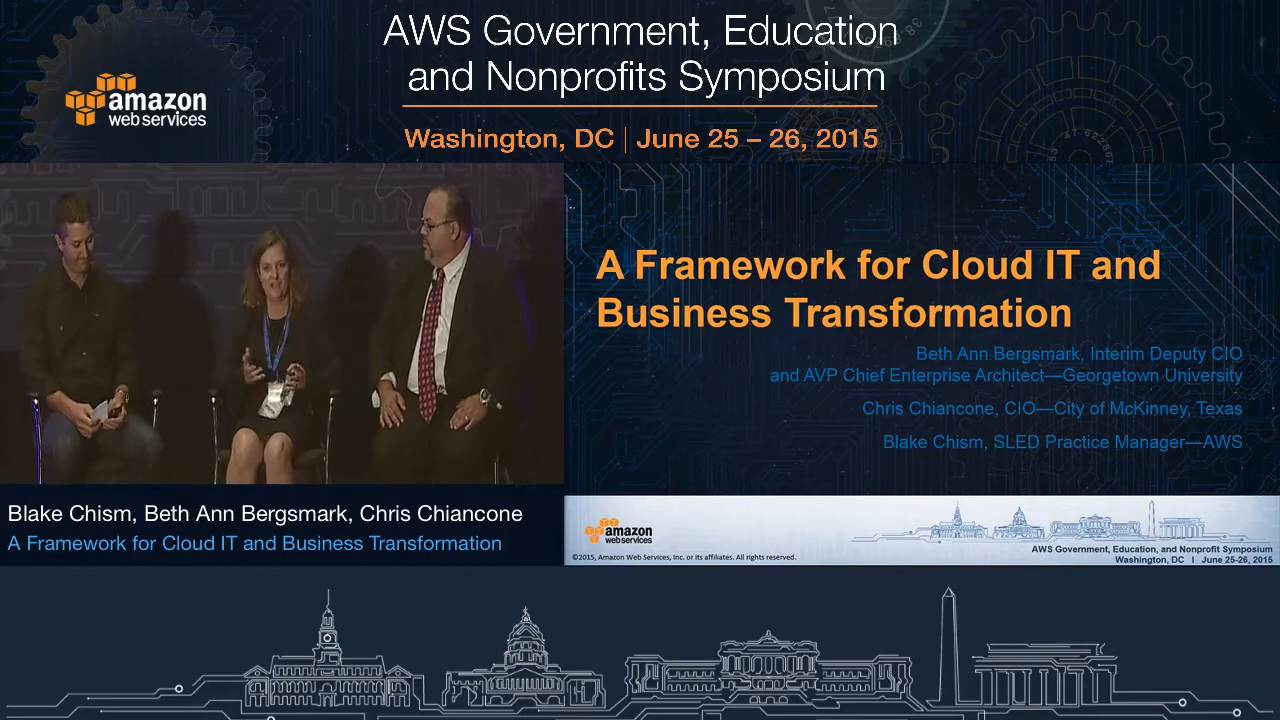 AWS Government, Education
and Nonprofits Symposium
Washington, DC | June 25 – 26, 2015
amazon
web services
A Framework for Cloud IT and
Business Transformation
Beth Ann Bergsmark, Interim Deputy CIO
and AVP Chief Enterprise Architect—Georgetown University
Chris Chiancone, CIO—City of McKinney, Texas
Blake Chism, SLED Practice Manager—AWS
Blake Chism, Beth Ann Bergsmark, Chris Chiancone
A Framework for Cloud IT and Business Transformation
amazon
web services
©2015, Amazon Web Services, Inc. or its affiliates. All rights reserved.
AWS Government, Education, and Nonprofit Symposium
Washington, DC I June 25-26, 2015